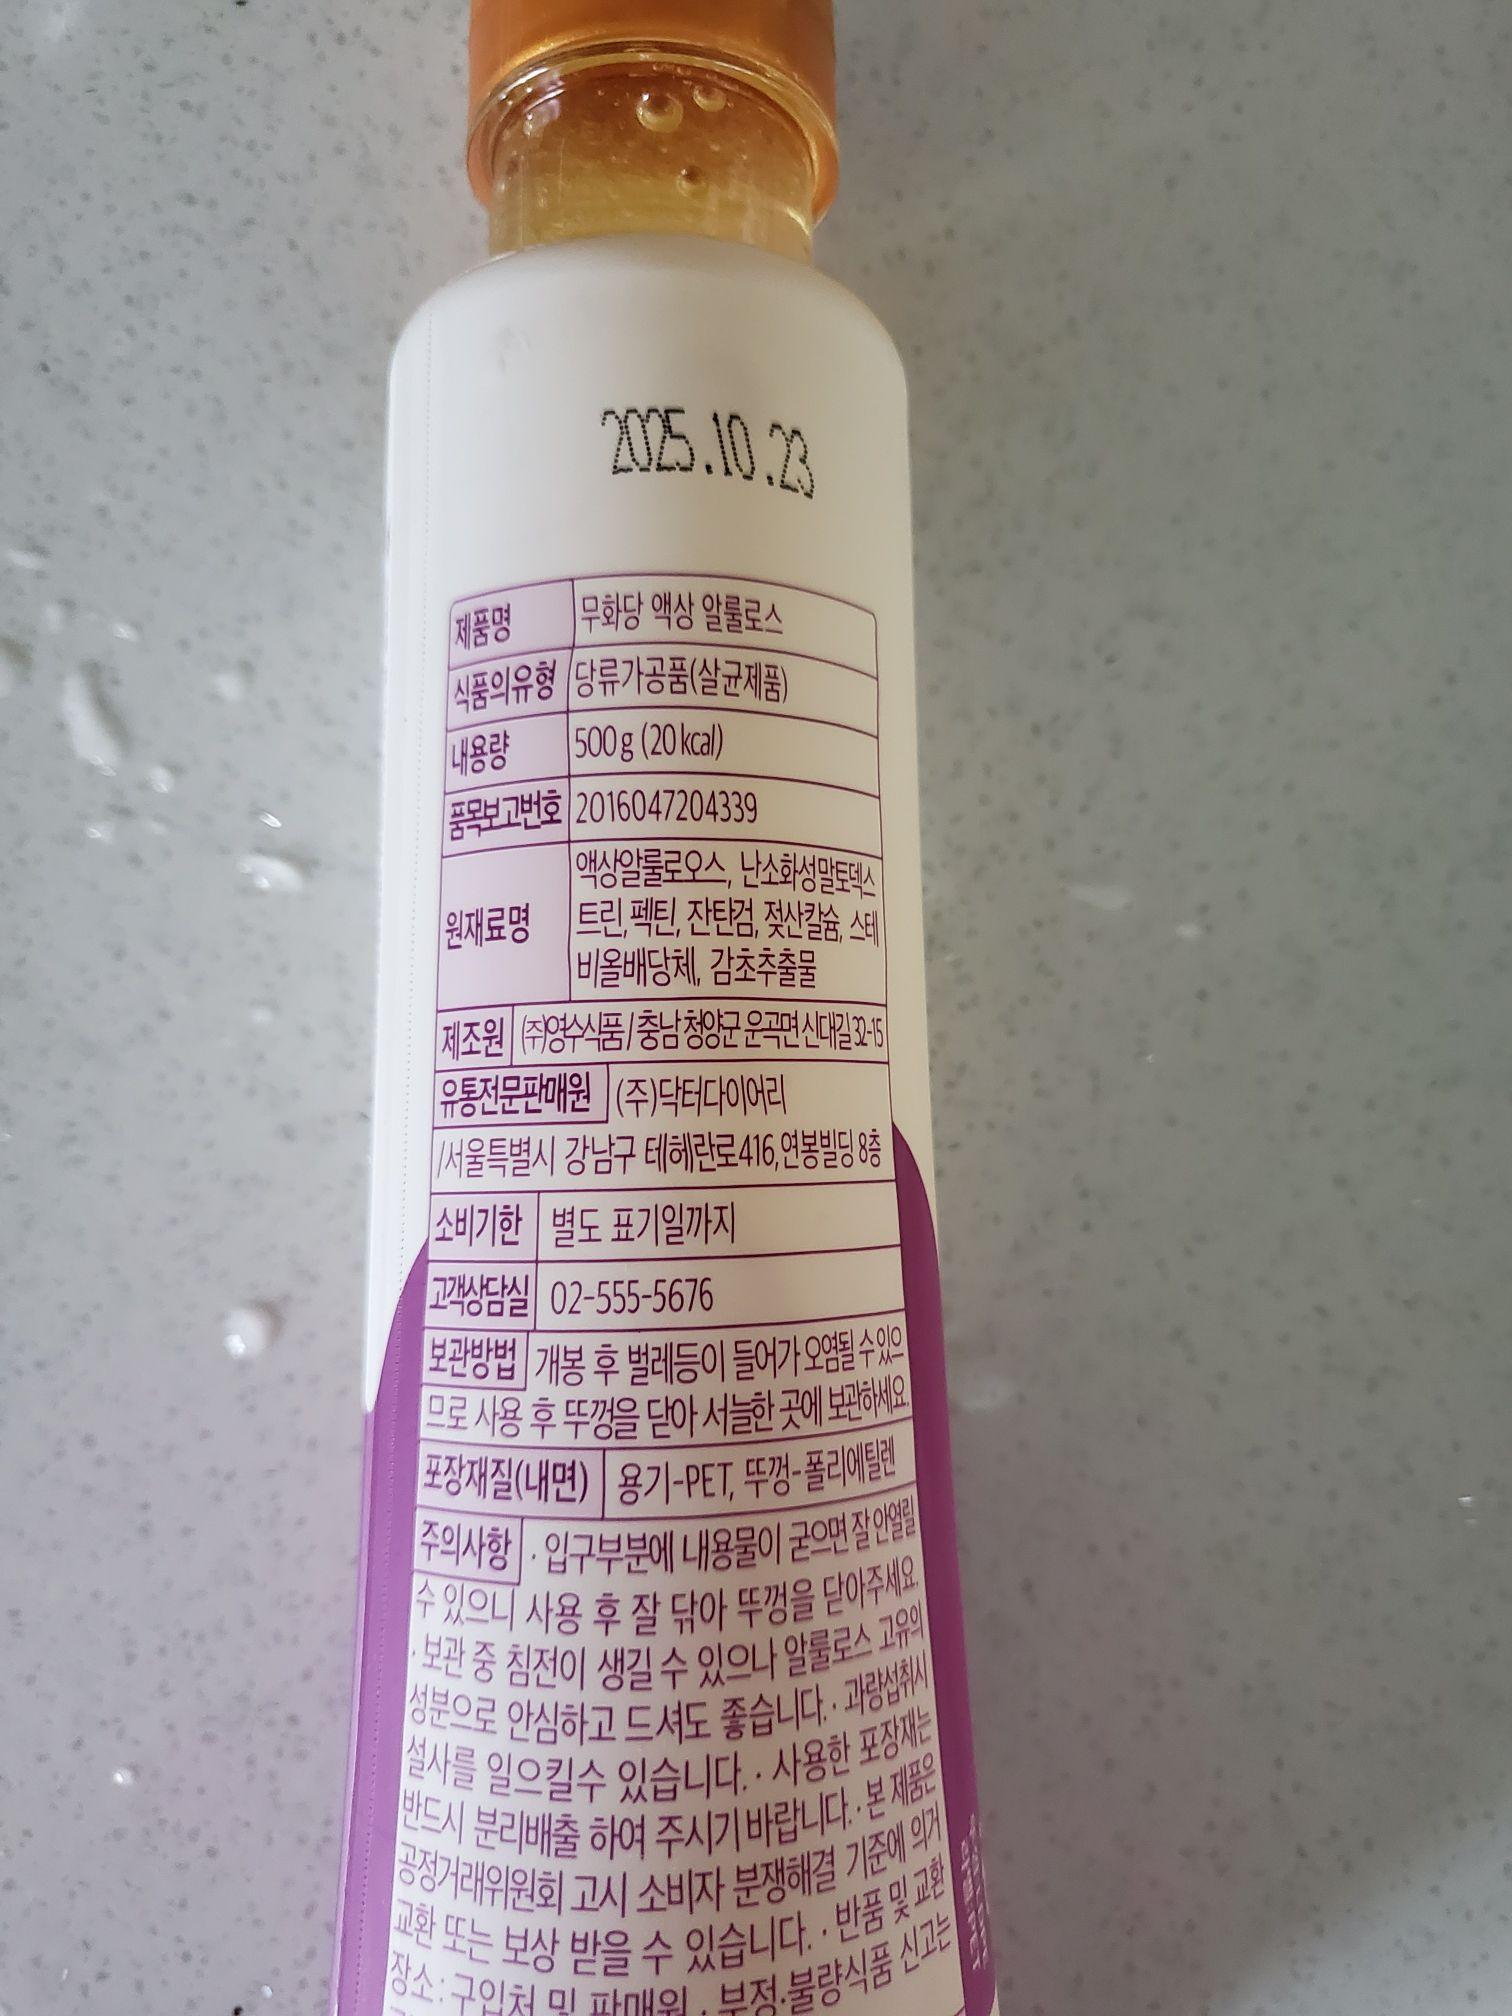 2025.10.23
제품명 무화당 액상 알룰로스
식품의유형 당류가공품(살균제품)
내용량 500g (20kcal)
품목보고번호 2016047204339
원재료명 액상알룰로오스, 난소화성말토덱스
트린, 펙틴, 잔탄검, 젖산칼슘, 스테
비올배당체, 감초추출물
제조원 (주)영수식품/충남 청양군 운곡면 신대길 32-15
유통전문판매원 (주)닥터다이어리
/서울특별시 강남구 테헤란로416,연봉빌딩 8층
소비기한 별도 표기일까지
고객상담실 02-555-5676
보관방법 개봉 후 벌레등이 들어가 오염될 수 있으
므로 사용 후 뚜껑을 닫아 서늘한 곳에 보관하세요.
포장재질(내면) 용기-PET, 뚜껑-폴리에틸렌
주의사항 · 입구부분에 내용물이 굳으면 잘 안열릴
수 있으니 사용 후 잘 닦아 뚜껑을 닫아주세요.
· 보관 중 침전이 생길 수 있으나 알룰로스 고유의
성분으로 안심하고 드셔도 좋습니다. · 과량섭취시
설사를 일으킬수 있습니다. · 사용한 포장재는
반드시 분리배출 하여 주시기 바랍니다. · 본 제품은
공정거래위원회 고시 소비자 분쟁해결 기준에 의거
교환 또는 보상 받을 수 있습니다. · 반품 및 교환
장소: 구입처 및 판매원 · 부정·불량식품 신고는